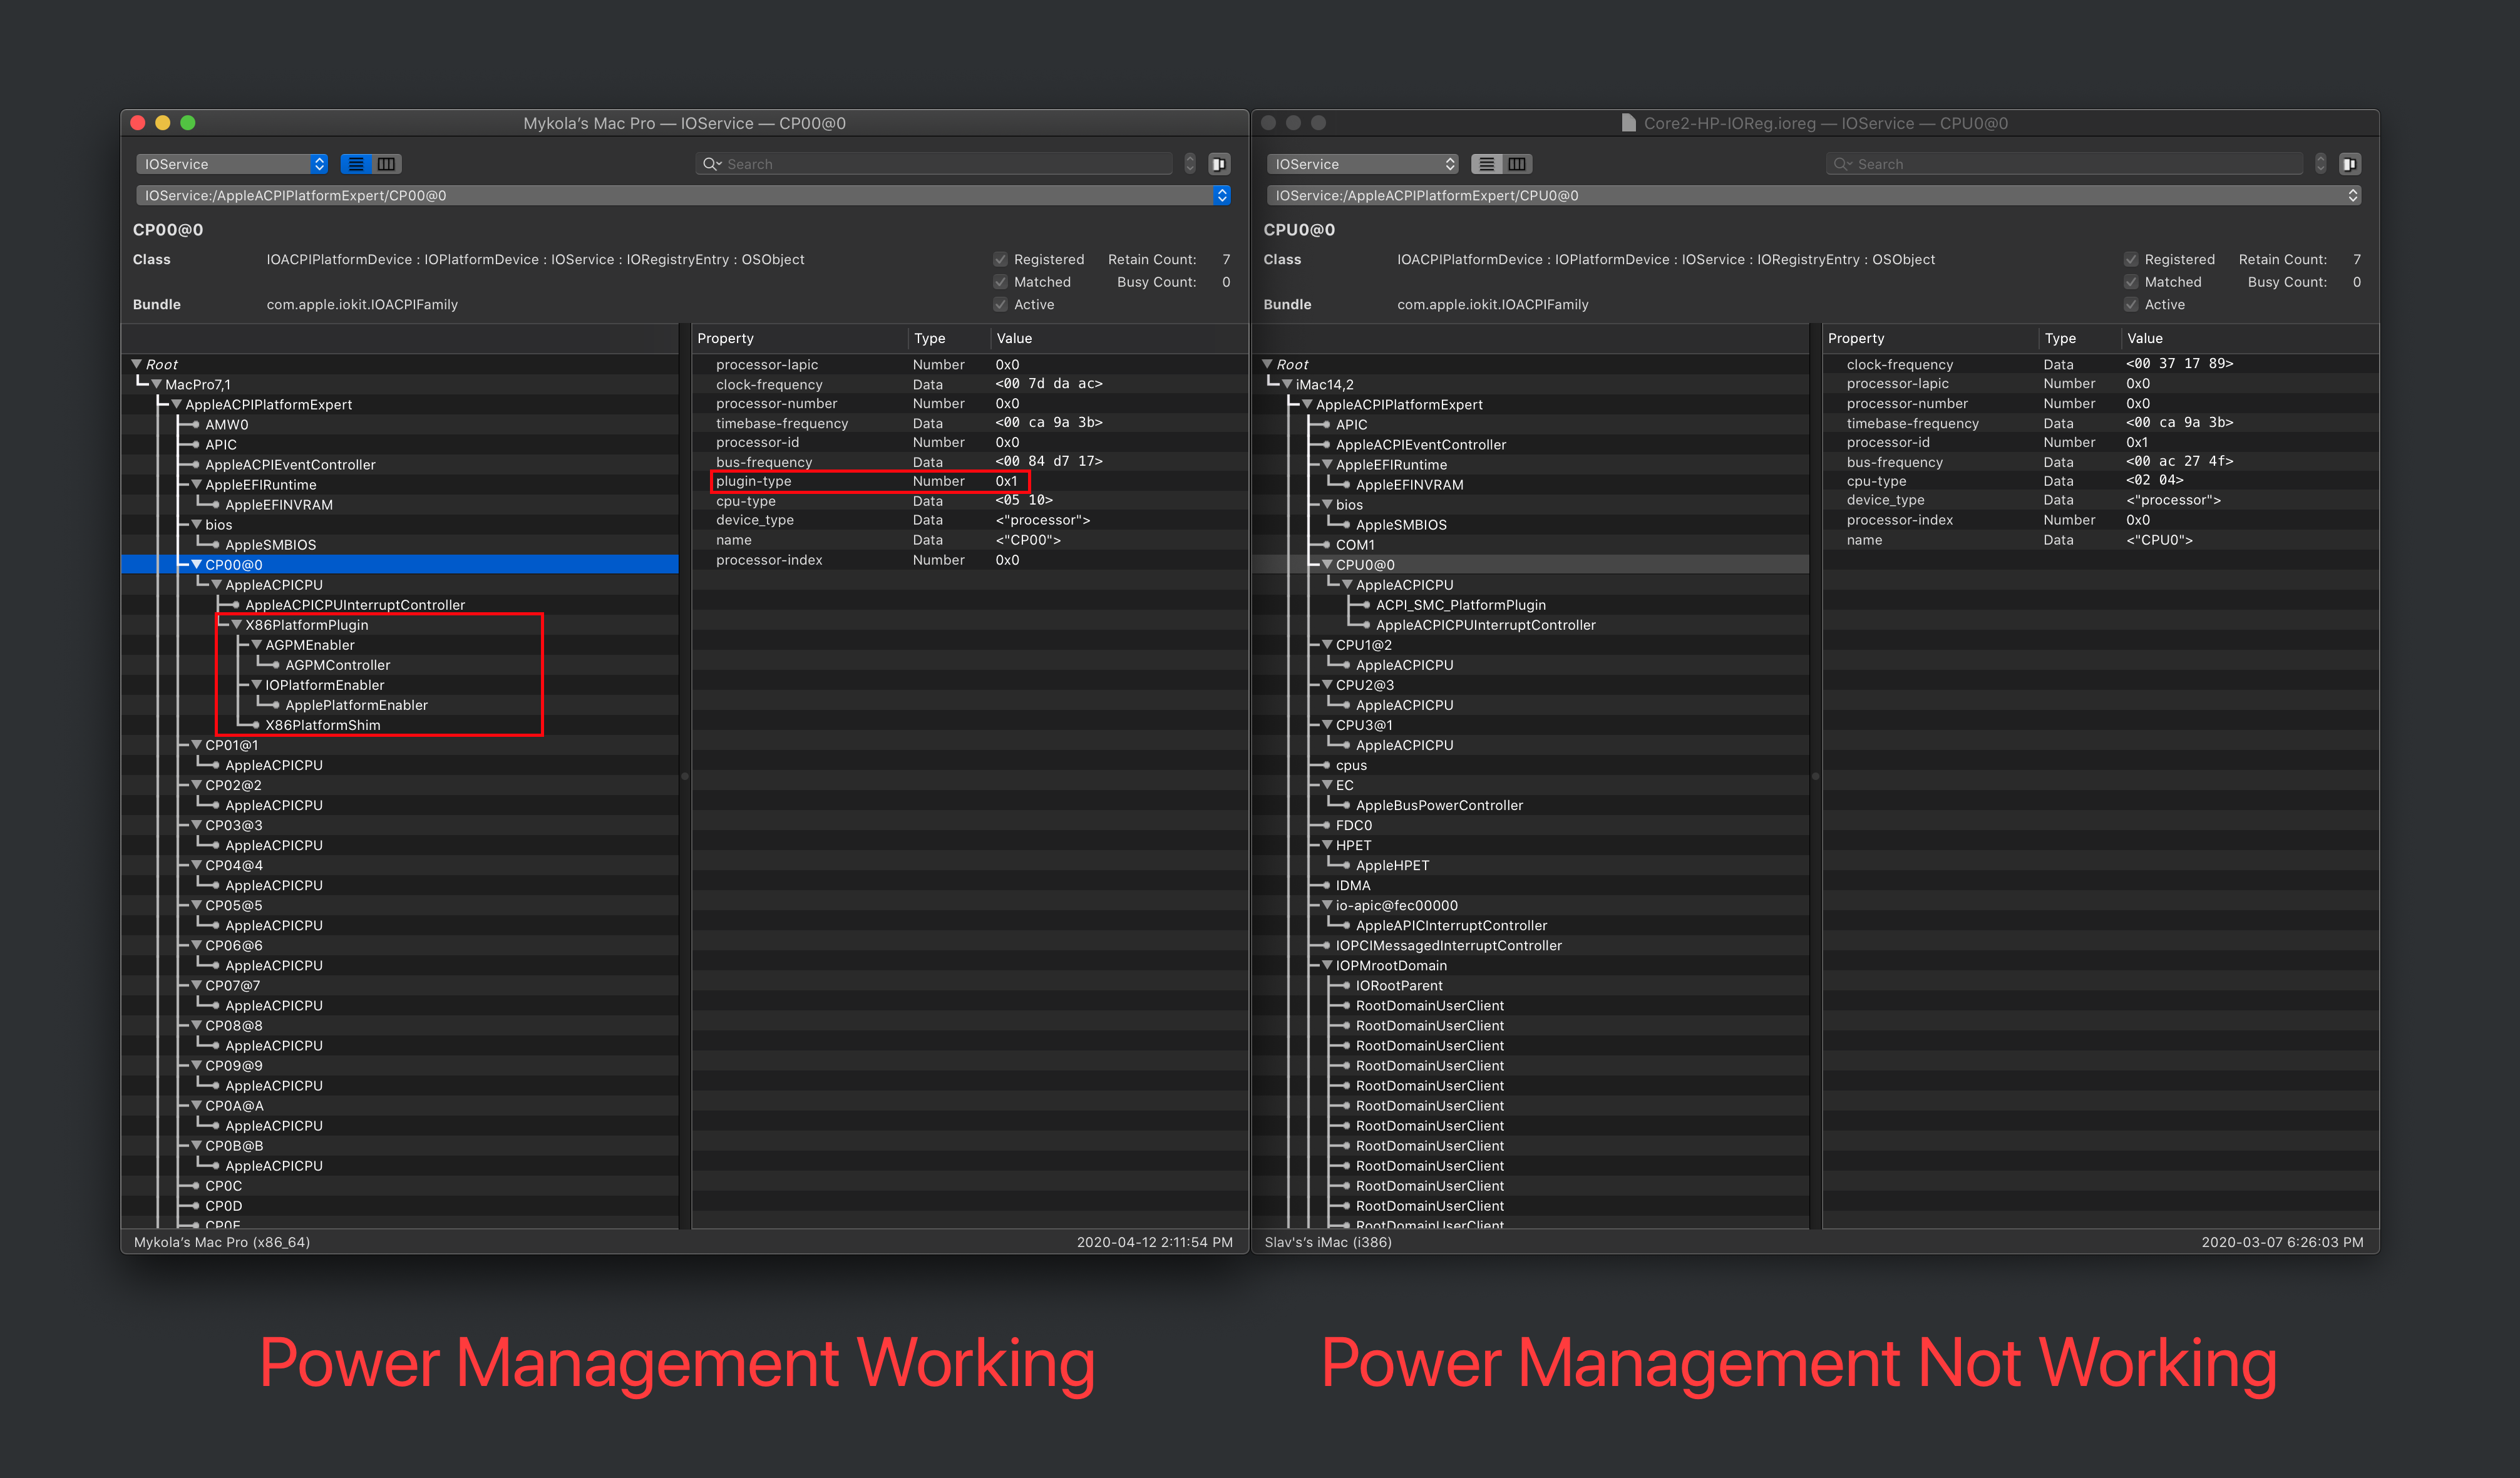 Mykola's Mac Pro — IOService — CP00@0
IOService
Search
IOService:/AppleACPIPlatformExpert/CP00@0
CP00@0
Class IOACPIPlatformDevice : IOPlatformDevice : IOService : IORegistryEntry : OSObject Registered Retain Count: 7
Matched Busy Count: 0
Bundle com.apple.iokit.IOACPIFamily Active
Root
MacPro7,1
AppleACPIPlatformExpert
AMW0
APIC
AppleACPIEventController
AppleEFIRuntime
AppleEFINVRAM
bios
AppleSMBIOS
CP00@0
AppleACPICPU
AppleACPICPUInterruptController
X86PlatformPlugin
AGPMEnabler
AGPMController
IOPlatformEnabler
ApplePlatformEnabler
X86PlatformShim
CP01@1
AppleACPICPU
CP02@2
AppleACPICPU
CP03@3
AppleACPICPU
CP04@4
AppleACPICPU
CP05@5
AppleACPICPU
CP06@6
AppleACPICPU
CP07@7
AppleACPICPU
CP08@8
AppleACPICPU
CP09@9
AppleACPICPU
CP0A@A
AppleACPICPU
CP0B@B
AppleACPICPU
CP0C
CP0D
CP0E
Property Type Value
processor-lapic Number 0x0
clock-frequency Data <00 7d da ac>
processor-number Number 0x0
timebase-frequency Data <00 ca 9a 3b>
processor-id Number 0x0
bus-frequency Data <00 84 d7 17>
plugin-type Number 0x1
cpu-type Data <05 10>
device_type Data <"processor">
name Data <"CP00">
processor-index Number 0x0
Mykola's Mac Pro (x86_64) 2020-04-12 2:11:54 PM
Core2-HP-IOReg.ioreg — IOService — CPU0@0
IOService
Search
IOService:/AppleACPIPlatformExpert/CPU0@0
CPU0@0
Class IOACPIPlatformDevice : IOPlatformDevice : IOService : IORegistryEntry : OSObject Registered Retain Count: 7
Matched Busy Count: 0
Bundle com.apple.iokit.IOACPIFamily Active
Root
iMac14,2
AppleACPIPlatformExpert
APIC
AppleACPIEventController
AppleEFIRuntime
AppleEFINVRAM
bios
AppleSMBIOS
COM1
CPU0@0
AppleACPICPU
ACPI_SMC_PlatformPlugin
AppleACPICPUInterruptController
CPU1@2
AppleACPICPU
CPU2@3
AppleACPICPU
CPU3@1
AppleACPICPU
cpus
EC
AppleBusPowerController
FDC0
HPET
AppleHPET
IDMA
io-apic@fec00000
AppleAPICInterruptController
IOPCIMessagedInterruptController
IOPMrootDomain
IORootParent
RootDomainUserClient
RootDomainUserClient
RootDomainUserClient
RootDomainUserClient
RootDomainUserClient
RootDomainUserClient
RootDomainUserClient
RootDomainUserClient
RootDomainUserClient
RootDomainUserClient
RootDomainUserClient
RootDomainUserClient
Property Type Value
clock-frequency Data <00 37 17 89>
processor-lapic Number 0x0
processor-number Number 0x0
timebase-frequency Data <00 ca 9a 3b>
processor-id Number 0x1
bus-frequency Data <00 ac 27 4f>
cpu-type Data <02 04>
device_type Data <"processor">
processor-index Number 0x0
name Data <"CPU0">
Slav's's iMac (i386) 2020-03-07 6:26:03 PM
Power Management Working
Power Management Not Working